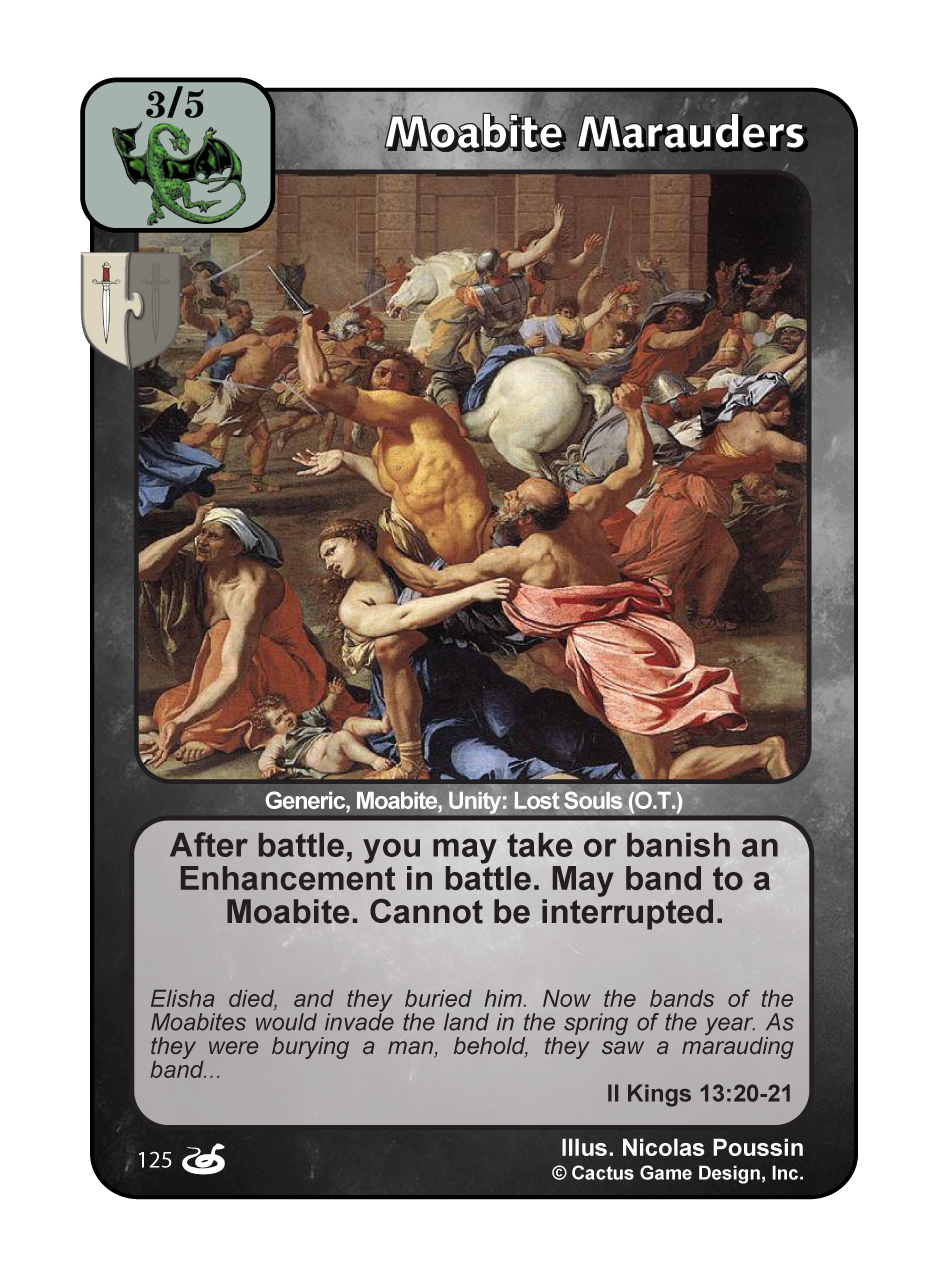 3/5
Moabite Marauders
Generic, Moabite, Unity: Lost Souls (O.T.)
After battle, you may take or banish an
Enhancement in battle. May band to a
Moabite. Cannot be interrupted.
Elisha died, and they buried him. Now the bands of the
Moabites would invade the land in the spring of the year. As
they were burying a man, behold, they saw a marauding
band...
II Kings 13:20-21
125
Illus. Nicolas Poussin
© Cactus Game Design, Inc.